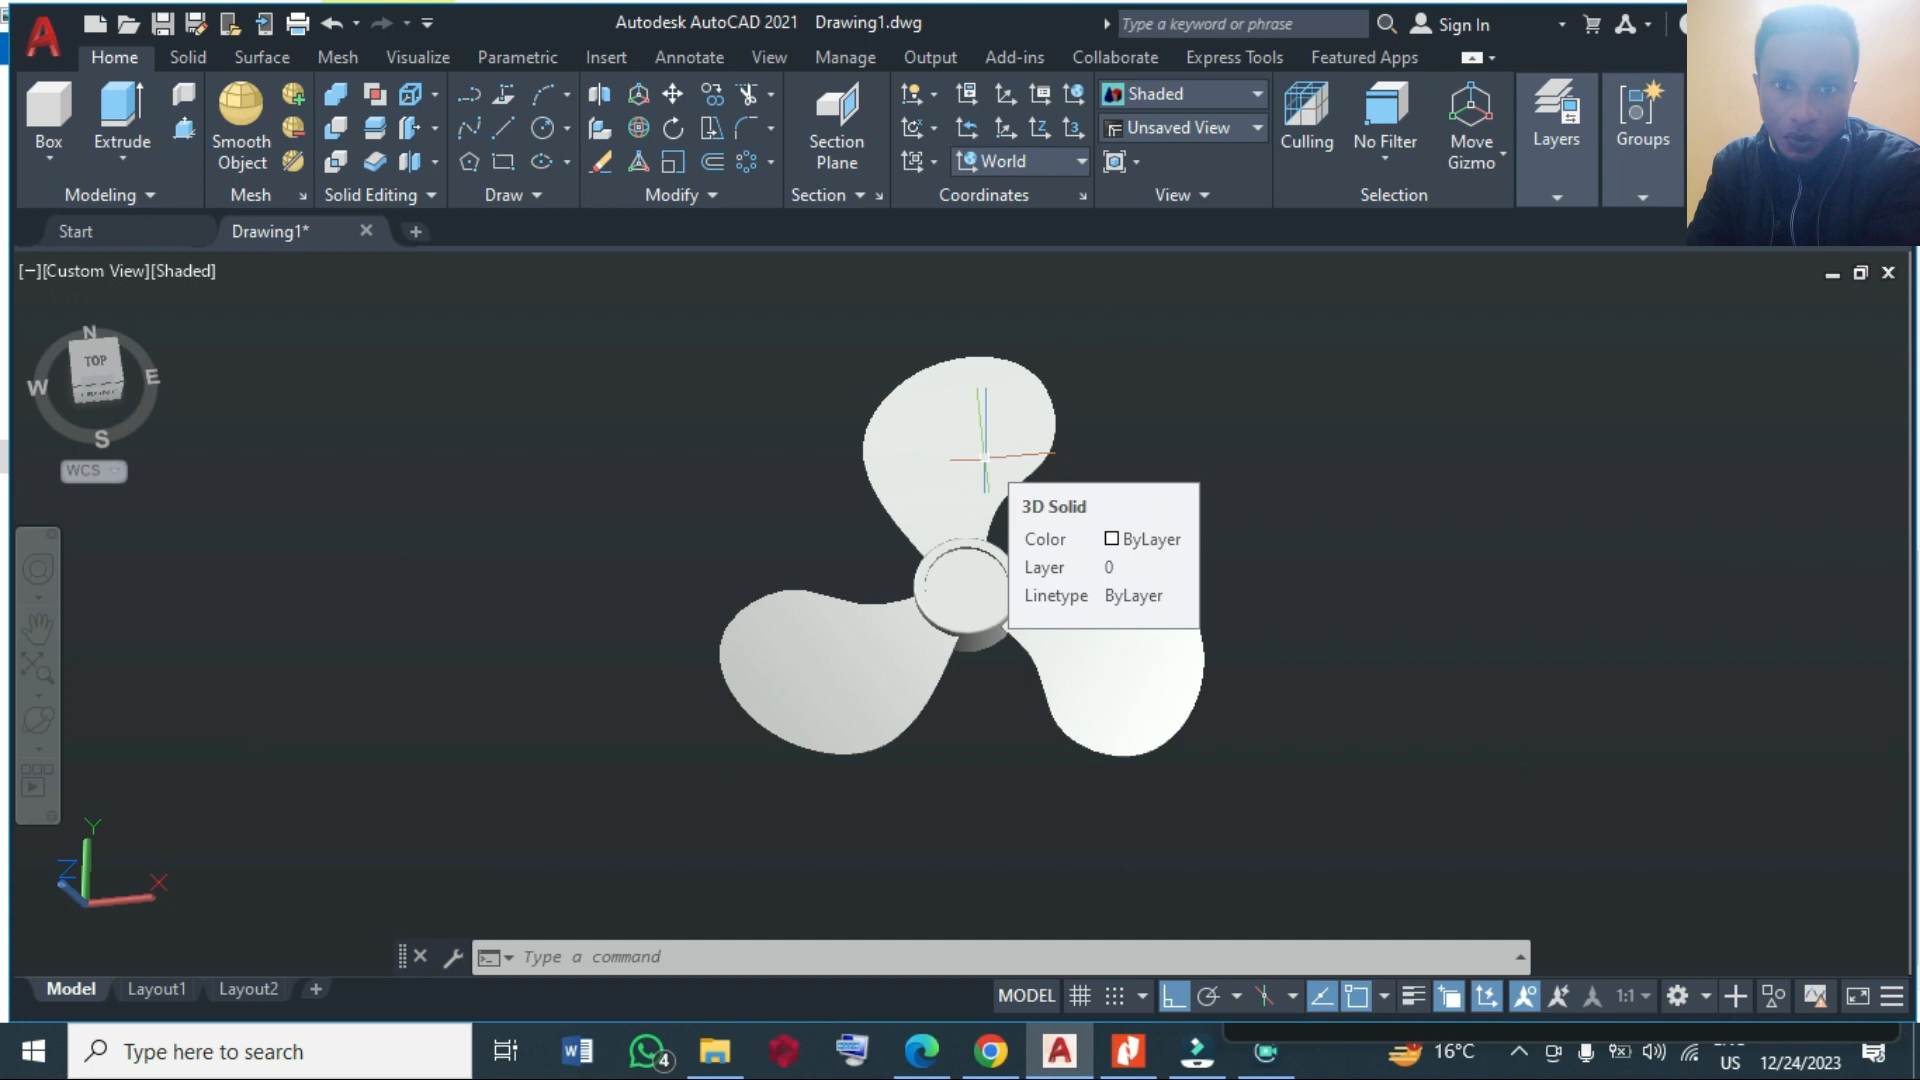 Autodesk AutoCAD 2021 Drawing1.dwg
Type a keyword or phrase
Sign In
Home Solid Surface Mesh Visualize Parametric Insert Annotate View Manage Output Add-ins Collaborate Express Tools Featured Apps
Box
Extrude
Smooth Object
Section Plane
Shaded
Unsaved View
World
Culling
No Filter
Move Gizmo
Layers
Groups
Modeling
Mesh
Solid Editing
Draw
Modify
Section
Coordinates
View
Selection
Start
Drawing1*
[−][Custom View][Shaded]
N
TOP
W
E
S
WCS
3D Solid
Color ByLayer
Layer 0
Linetype ByLayer
Y
Z
X
Type a command
Model Layout1 Layout2
MODEL
1:1
Type here to search
4
16°C
US
12/24/2023